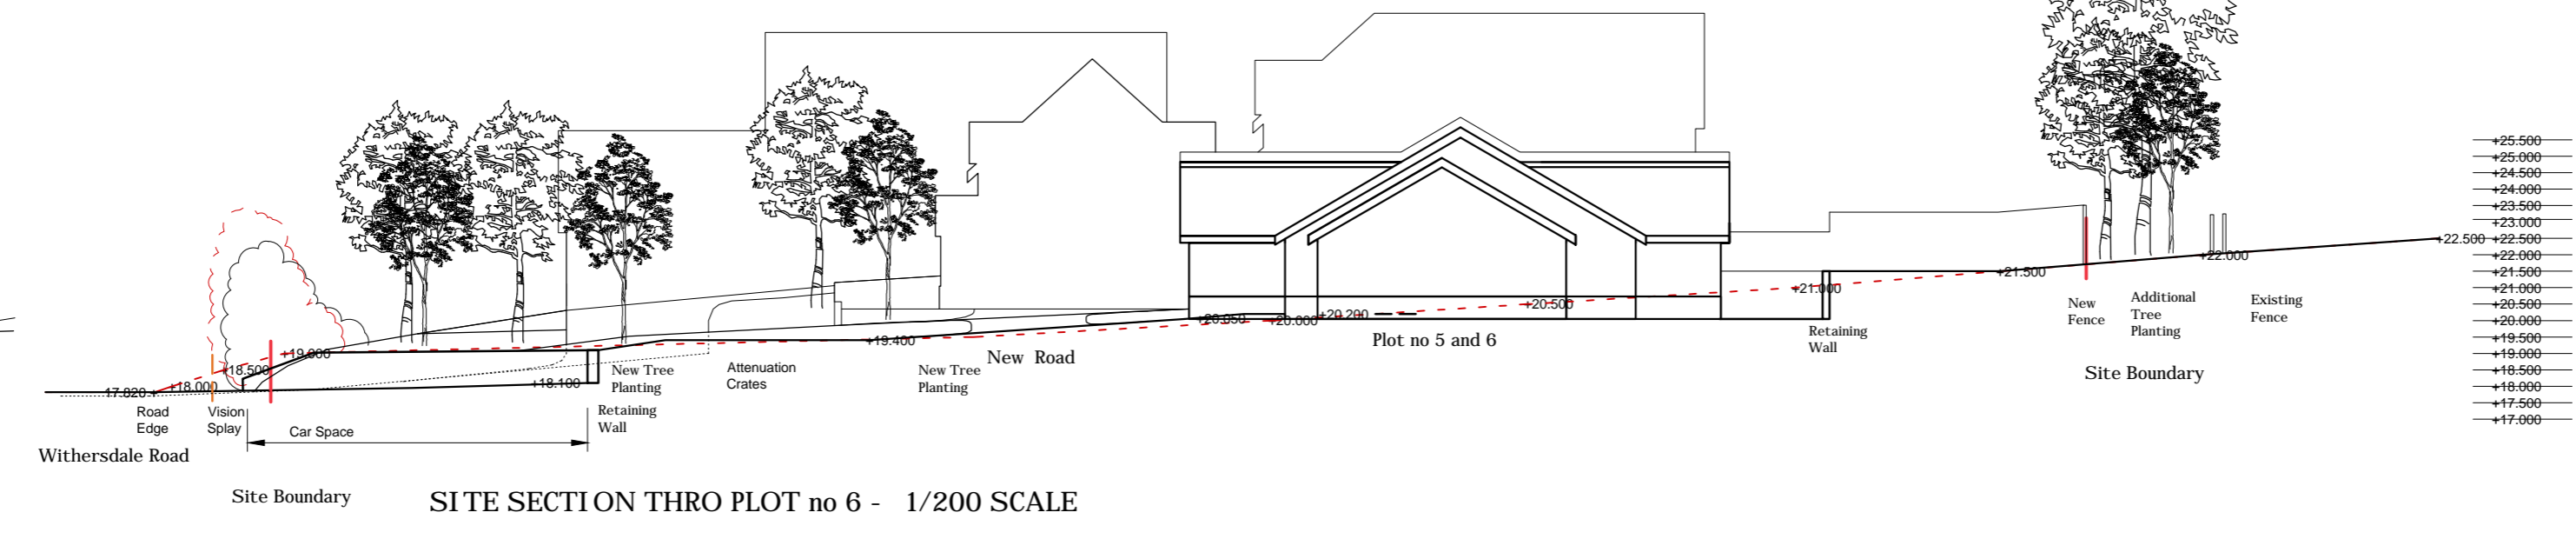 +25.500
+25.000
+24.500
+24.000
+23.500
+23.000
+22.500
+22.500
+22.000
+21.500
+21.000
+20.500
+20.000
+19.500
+19.000
+18.500
+18.000
+17.500
+17.000
17.820 +
+18.000
+18.500
+19.000
+18.100
+19.400
+20.050
+20.000
+20.200
+20.500
+21.000
+21.500
+22.000
Road
Edge
Vision
Splay
Car Space
Withersdale Road
Site Boundary
New Tree
Planting
Retaining
Wall
Attenuation
Crates
New Tree
Planting
New Road
Plot no 5 and 6
Retaining
Wall
New
Fence
Additional
Tree
Planting
Existing
Fence
Site Boundary
SITE SECTION THRO PLOT no 6 - 1/200 SCALE